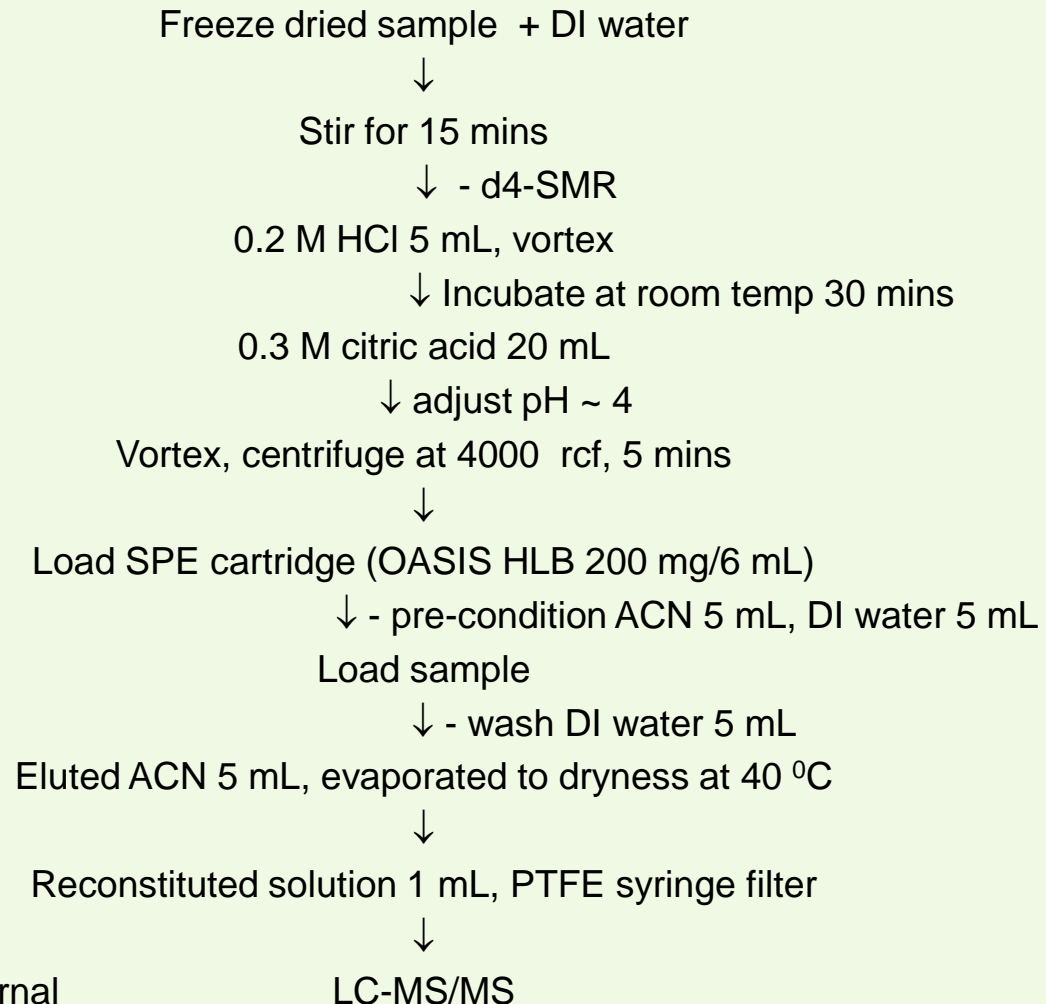 Freeze dried sample + DI water
↓
Stir for 15 mins
↓ - d4-SMR
0.2 M HCl 5 mL, vortex
↓ Incubate at room temp 30 mins
0.3 M citric acid 20 mL
↓ adjust pH ~ 4
Vortex, centrifuge at 4000 rcf, 5 mins
↓
Load SPE cartridge (OASIS HLB 200 mg/6 mL)
↓ - pre-condition ACN 5 mL, DI water 5 mL
Load sample
↓ - wash DI water 5 mL
Eluted ACN 5 mL, evaporated to dryness at 40 ⁰C
↓
Reconstituted solution 1 mL, PTFE syringe filter
↓
LC-MS/MS